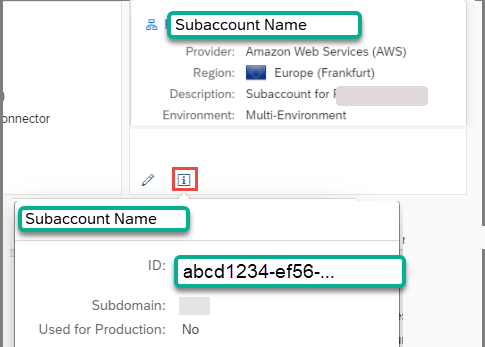 Subaccount Name
Provider: Amazon Web Services (AWS)
Region: Europe (Frankfurt)
Description: Subaccount for
onnector
Environment: Multi-Environment
Subaccount Name
ID: abcd1234-ef56-...
Subdomain:
Used for Production: No